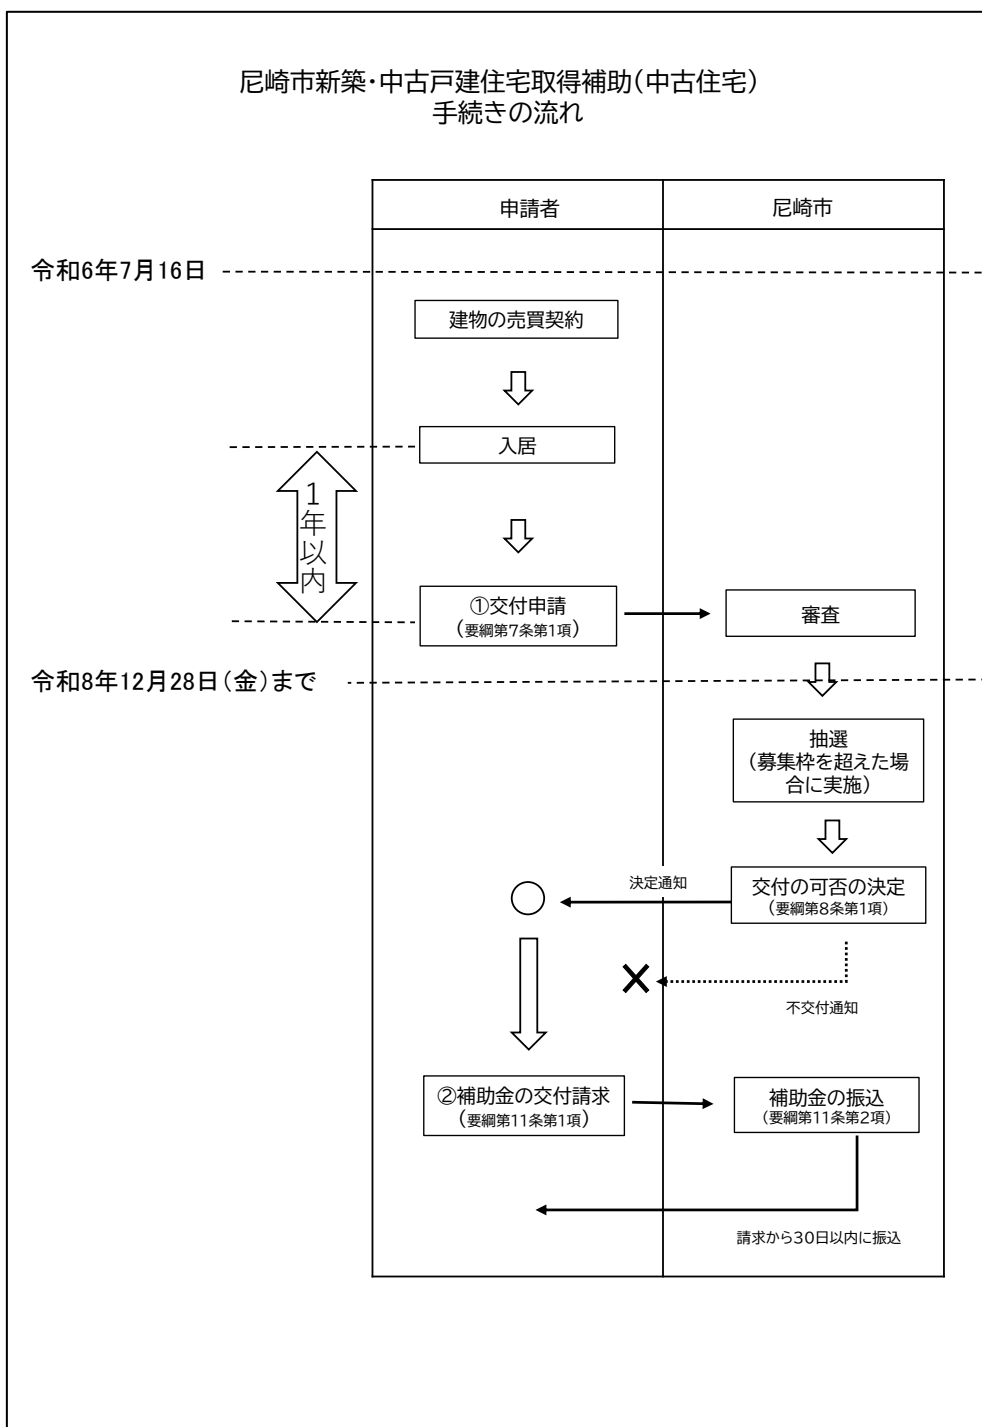 尼崎市新築・中古戸建住宅取得補助（中古住宅）
手続きの流れ
申請者
尼崎市
令和6年7月16日
建物の売買契約
入居
1年以内
①交付申請
（要綱第7条第1項）
審査
令和8年12月28日（金）まで
抽選
（募集枠を超えた場
合に実施）
決定通知
交付の可否の決定
（要綱第8条第1項）
不交付通知
②補助金の交付請求
（要綱第11条第1項）
補助金の振込
（要綱第11条第2項）
請求から30日以内に振込